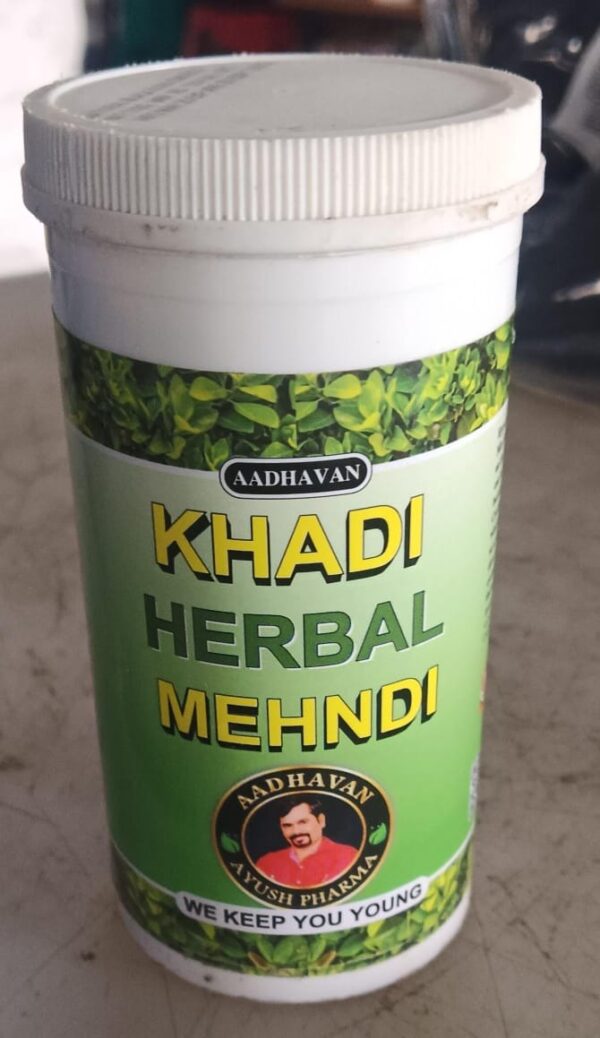 AADHAVAN
KHADI
HERBAL
MEHNDI
AADHAVAN
AYUSH PHARMA
WE KEEP YOU YOUNG